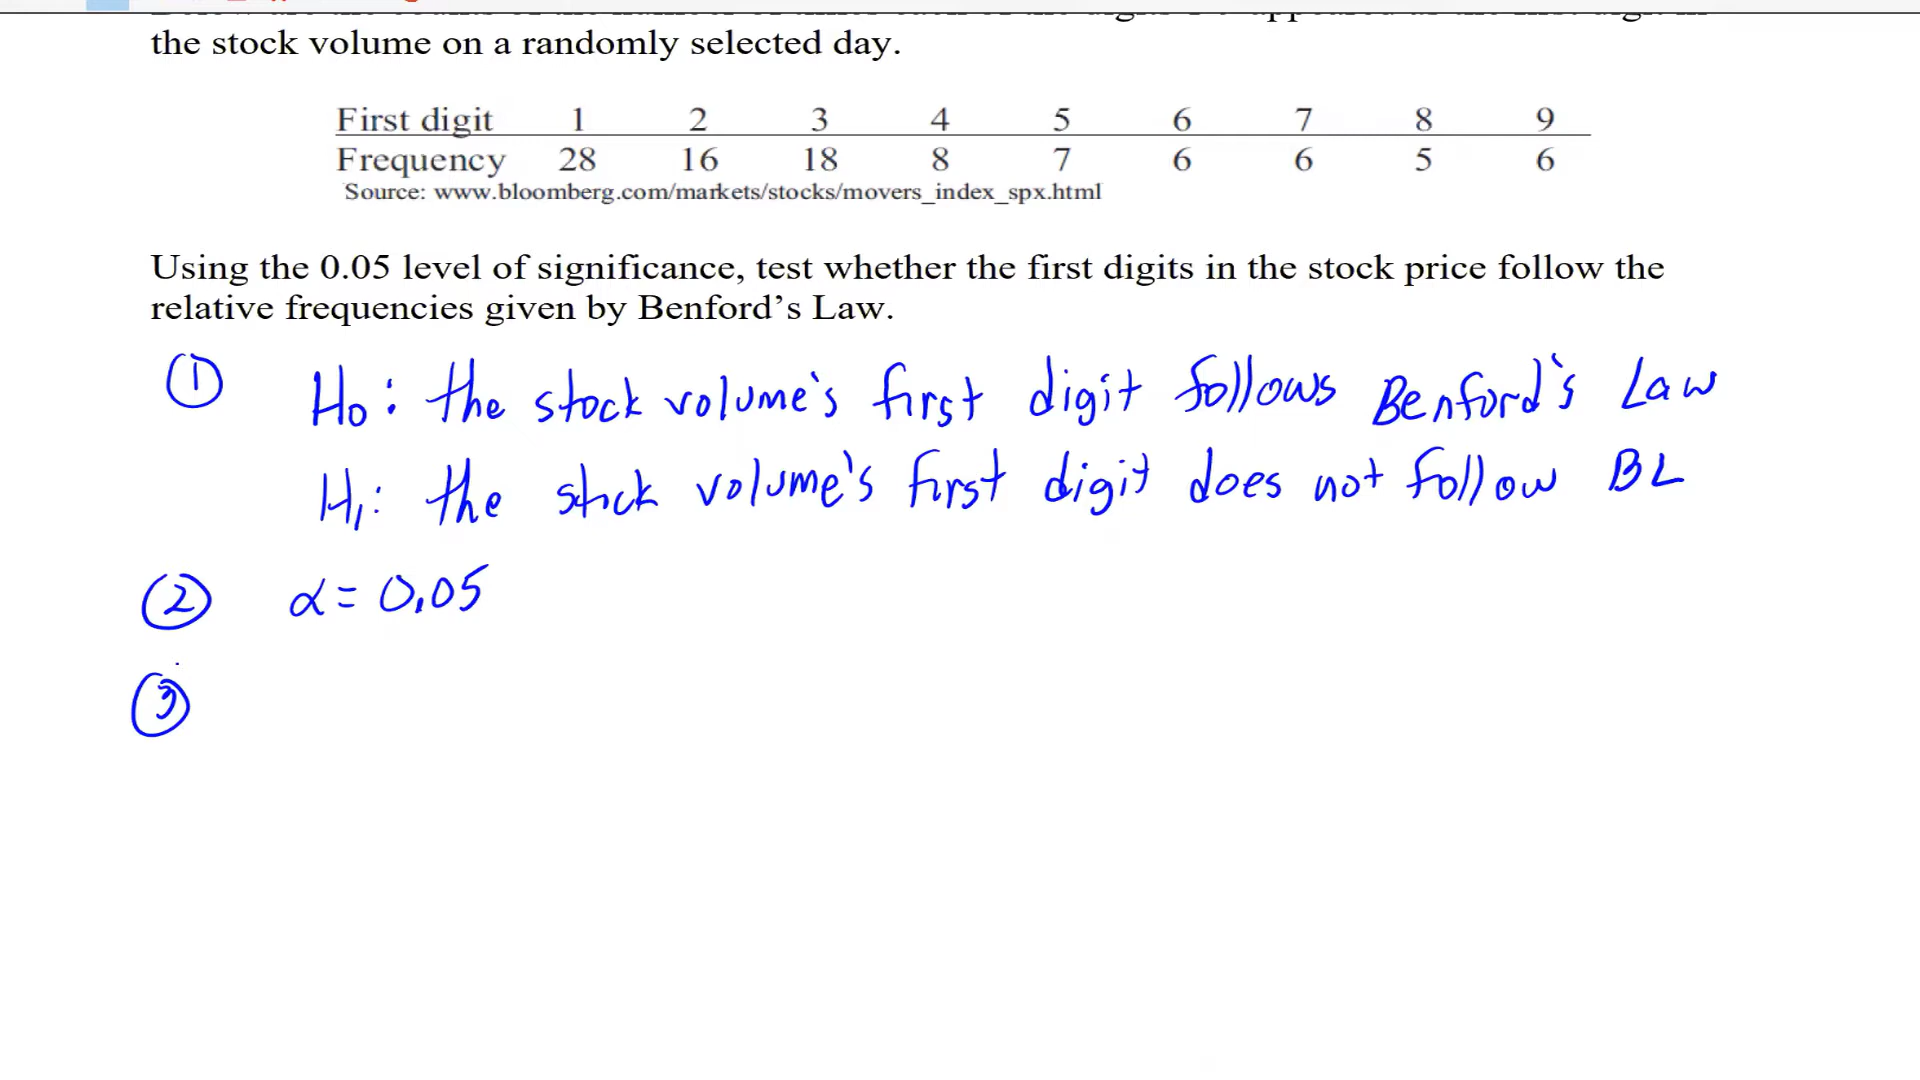 the stock volume on a randomly selected day.
First digit 1 2 3 4 5 6 7 8 9
Frequency 28 16 18 8 7 6 6 5 6
Source: www.bloomberg.com/markets/stocks/movers_index_spx.html
Using the 0.05 level of significance, test whether the first digits in the stock price follow the
relative frequencies given by Benford’s Law.
① H₀: the stock volume's first digit follows Benford's Law
H₁: the stock volume's first digit does not follow BL
② α = 0.05
③